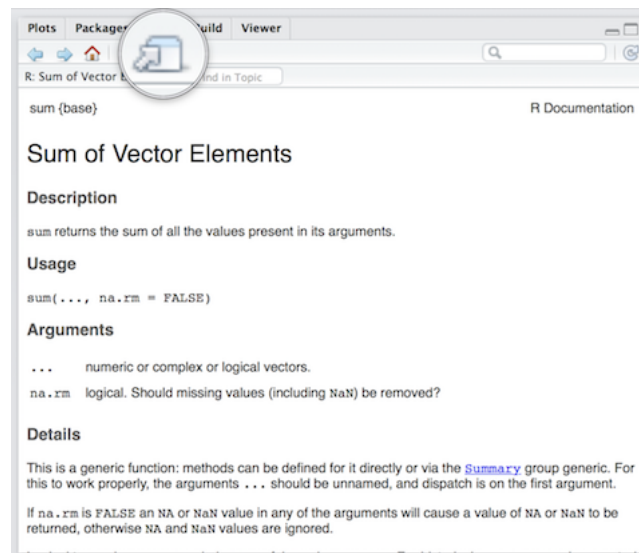 Plots Packages Build Viewer
R: Sum of Vector Find in Topic
sum {base} R Documentation
Sum of Vector Elements
Description
sum returns the sum of all the values present in its arguments.
Usage
sum(..., na.rm = FALSE)
Arguments
... numeric or complex or logical vectors.
na.rm logical. Should missing values (including NaN) be removed?
Details
This is a generic function: methods can be defined for it directly or via the Summary group generic. For
this to work properly, the arguments ... should be unnamed, and dispatch is on the first argument.
If na.rm is FALSE an NA or NaN value in any of the arguments will cause a value of NA or NaN to be
returned, otherwise NA and NaN values are ignored.